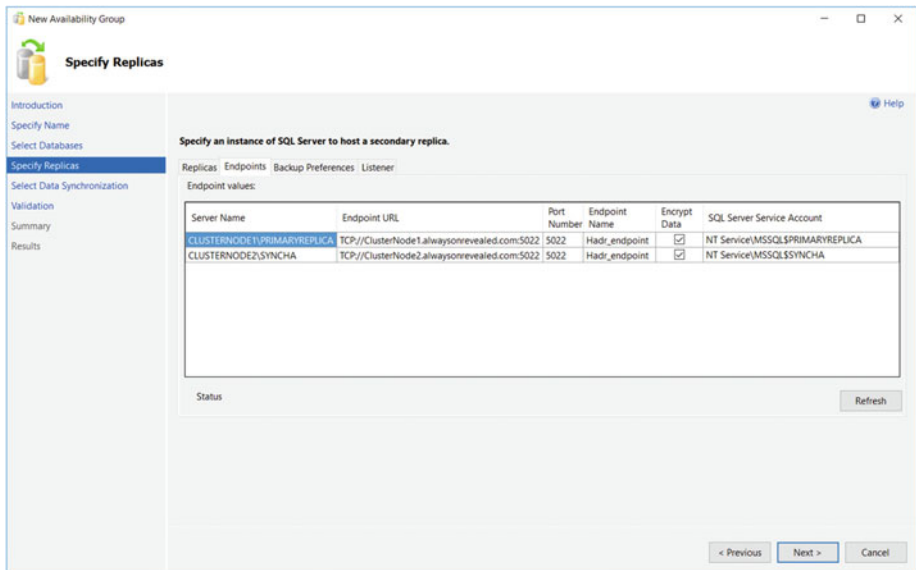 New Availability Group
Specify Replicas
Introduction
Specify Name
Select Databases
Specify Replicas
Select Data Synchronization
Validation
Summary
Results
Help
Specify an instance of SQL Server to host a secondary replica.
Replicas Endpoints Backup Preferences Listener
Endpoint values:
Server Name Endpoint URL Port Number Endpoint Name Encrypt Data SQL Server Service Account
CLUSTERNODE1\PRIMARYREPLICA TCP://ClusterNode1.alwaysonrevealed.com:5022 5022 Hadr_endpoint NT Service\MSSQL$PRIMARYREPLICA
CLUSTERNODE2\SYNCHA TCP://ClusterNode2.alwaysonrevealed.com:5022 5022 Hadr_endpoint NT Service\MSSQL$SYNCHA
Status
Refresh
< Previous Next > Cancel